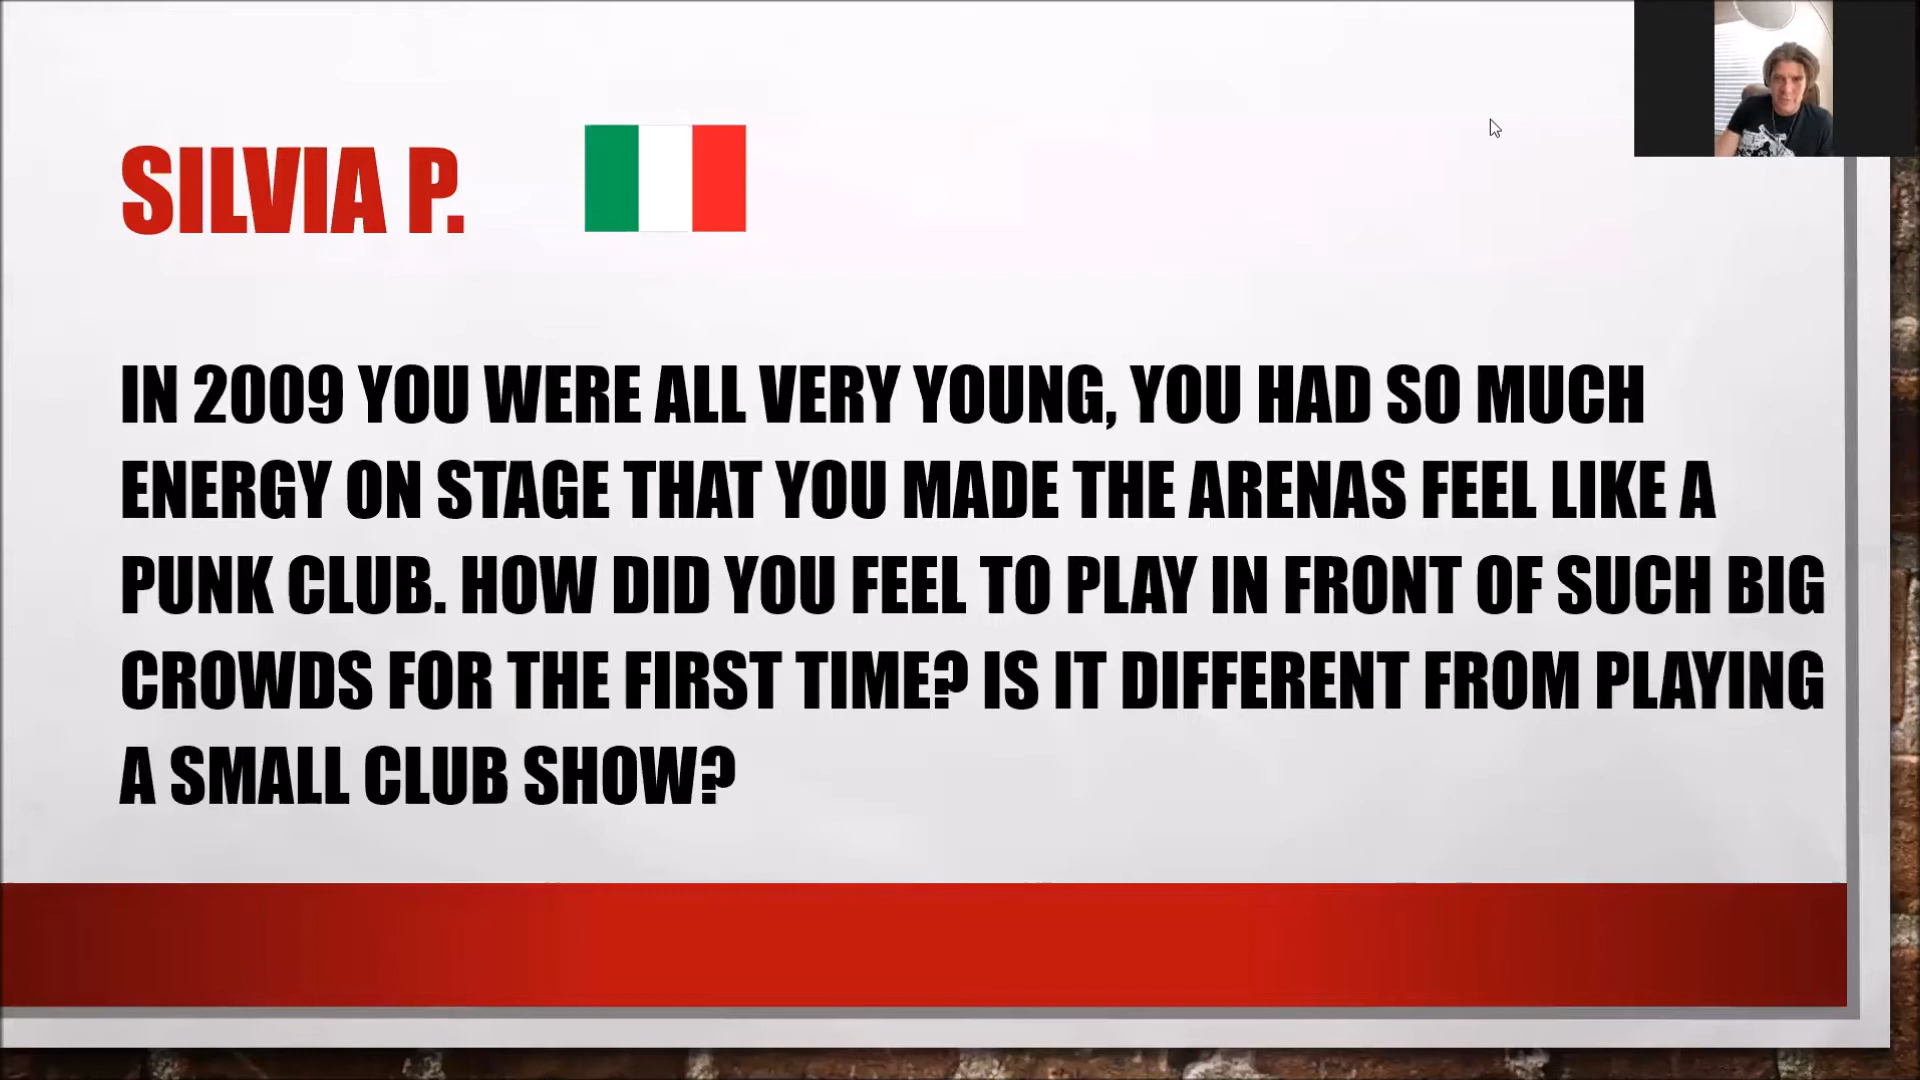 SILVIA P.
IN 2009 YOU WERE ALL VERY YOUNG, YOU HAD SO MUCH
ENERGY ON STAGE THAT YOU MADE THE ARENAS FEEL LIKE A
PUNK CLUB. HOW DID YOU FEEL TO PLAY IN FRONT OF SUCH BIG
CROWDS FOR THE FIRST TIME? IS IT DIFFERENT FROM PLAYING
A SMALL CLUB SHOW?